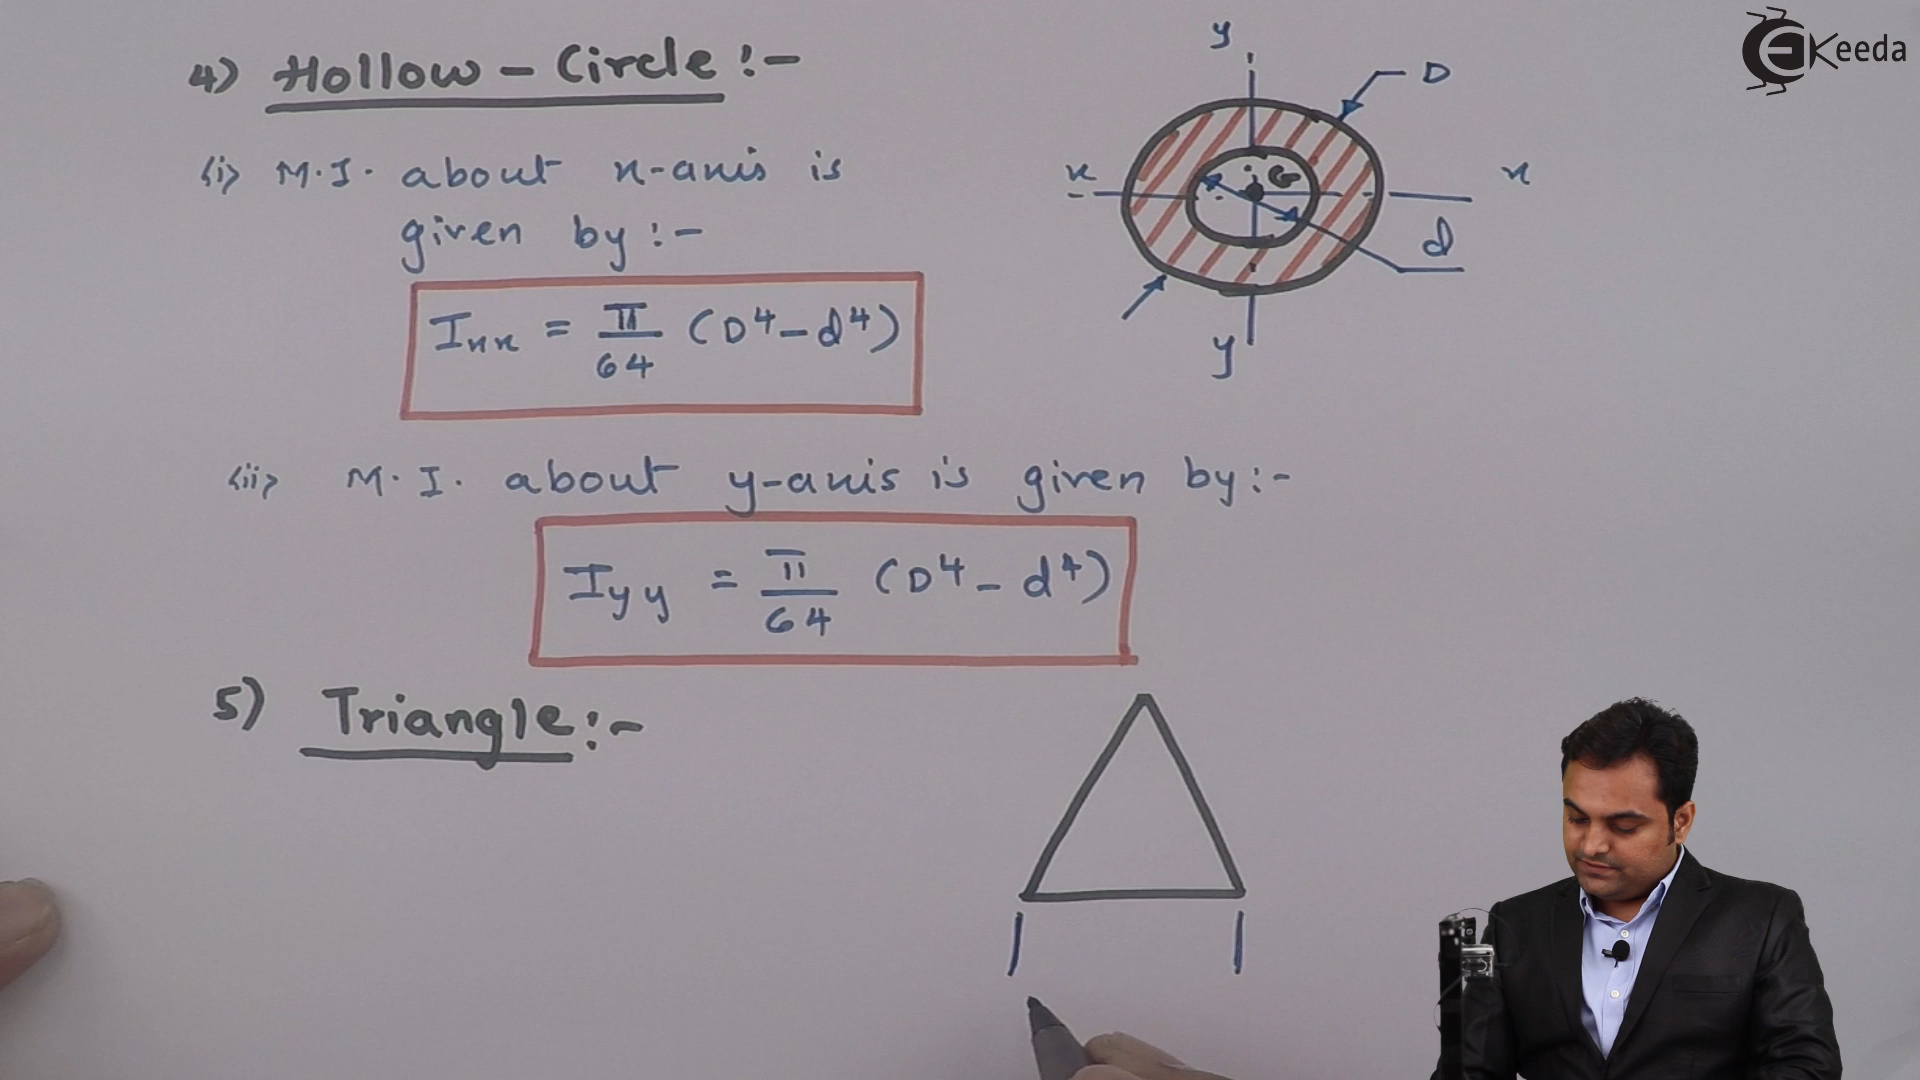 4) Hollow-Circle:-
(i) M.I. about x-axis is
given by:-
Ixx = π/64 (D⁴-d⁴)
y
D
x
G
x
d
y
(ii) M.I. about y-axis is given by:-
Iyy = π/64 (D⁴-d⁴)
5) Triangle:-
EKeeda